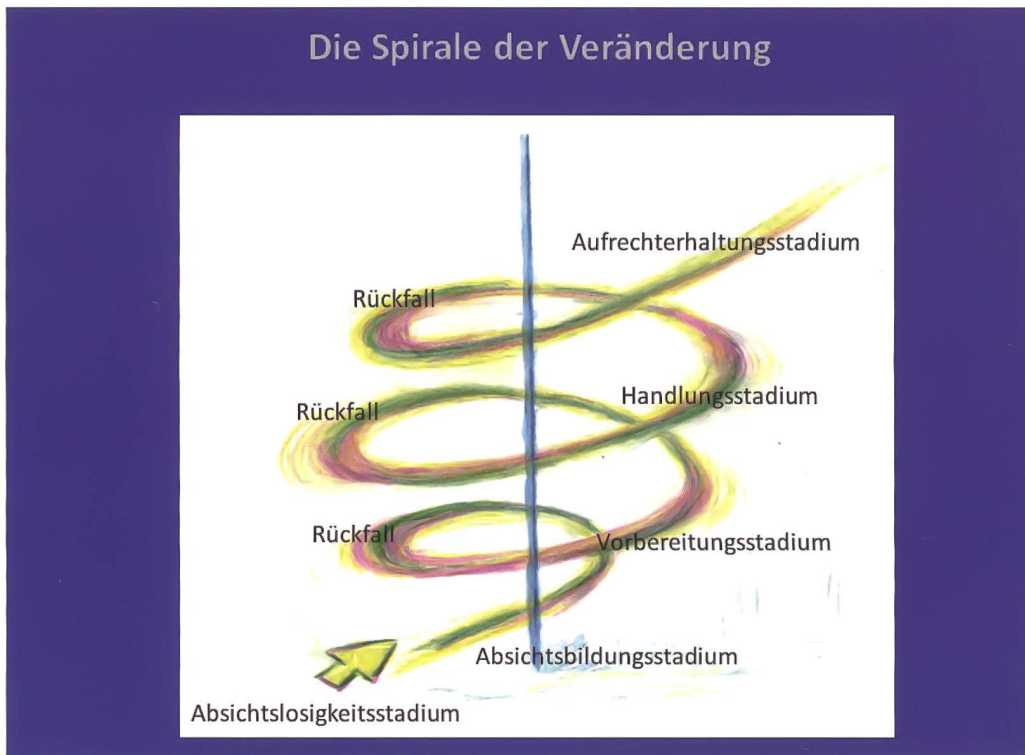 Die Spirale der Veränderung
Aufrechterhaltungsstadium
Rückfall
Handlungsstadium
Rückfall
Rückfall
Vorbereitungsstadium
Absichtsbildungsstadium
Absichtslosigkeitsstadium